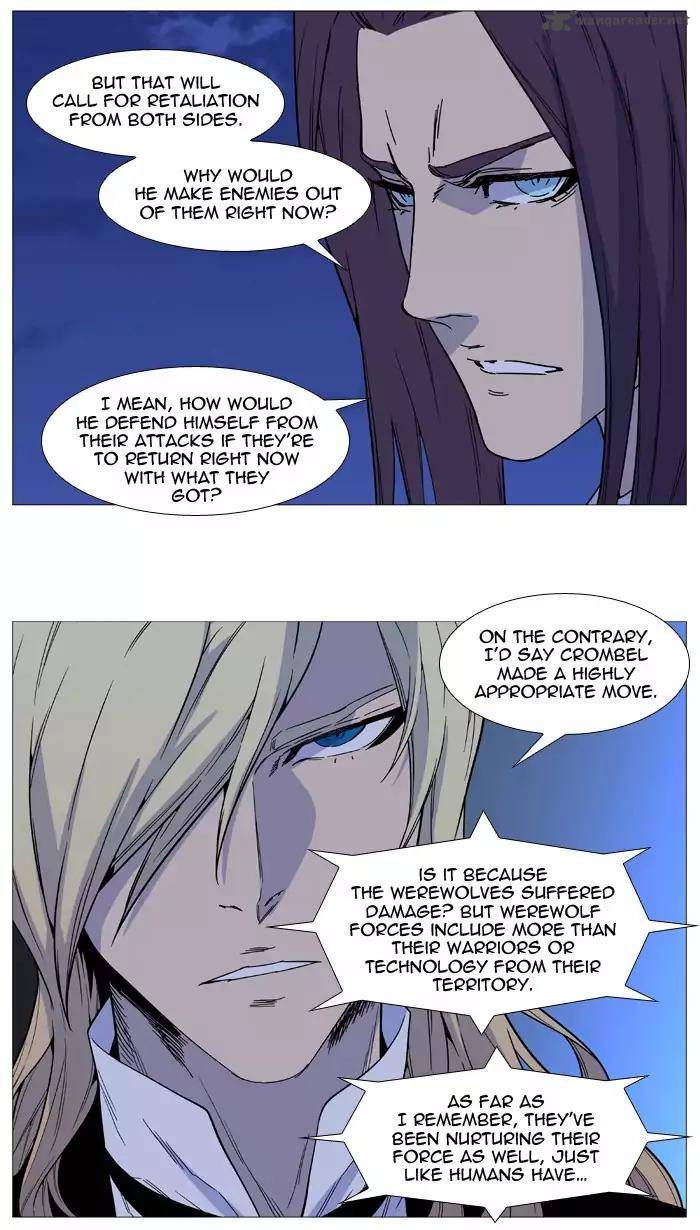 mangareader.net
BUT THAT WILL
CALL FOR RETALIATION
FROM BOTH SIDES.
WHY WOULD
HE MAKE ENEMIES OUT
OF THEM RIGHT NOW?
I MEAN, HOW WOULD
HE DEFEND HIMSELF FROM
THEIR ATTACKS IF THEY'RE
TO RETURN RIGHT NOW
WITH WHAT THEY
GOT?
ON THE CONTRARY,
I'D SAY CROMBEL
MADE A HIGHLY
APPROPRIATE MOVE.
IS IT BECAUSE
THE WEREWOLVES SUFFERED
DAMAGE? BUT WEREWOLF
FORCES INCLUDE MORE THAN
THEIR WARRIORS OR
TECHNOLOGY FROM THEIR
TERRITORY.
AS FAR AS
I REMEMBER, THEY'VE
BEEN NURTURING THEIR
FORCE AS WELL, JUST
LIKE HUMANS HAVE...